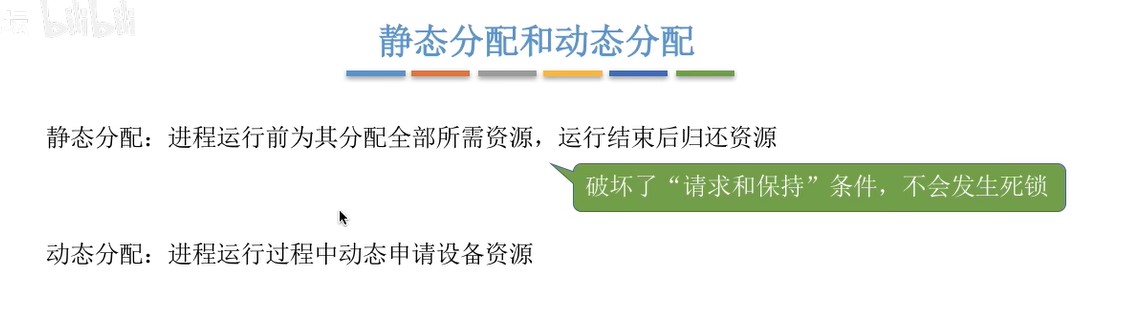 bilibili
静态分配和动态分配
静态分配：进程运行前为其分配全部所需资源，运行结束后归还资源
破坏了“请求和保持”条件，不会发生死锁
动态分配：进程运行过程中动态申请设备资源